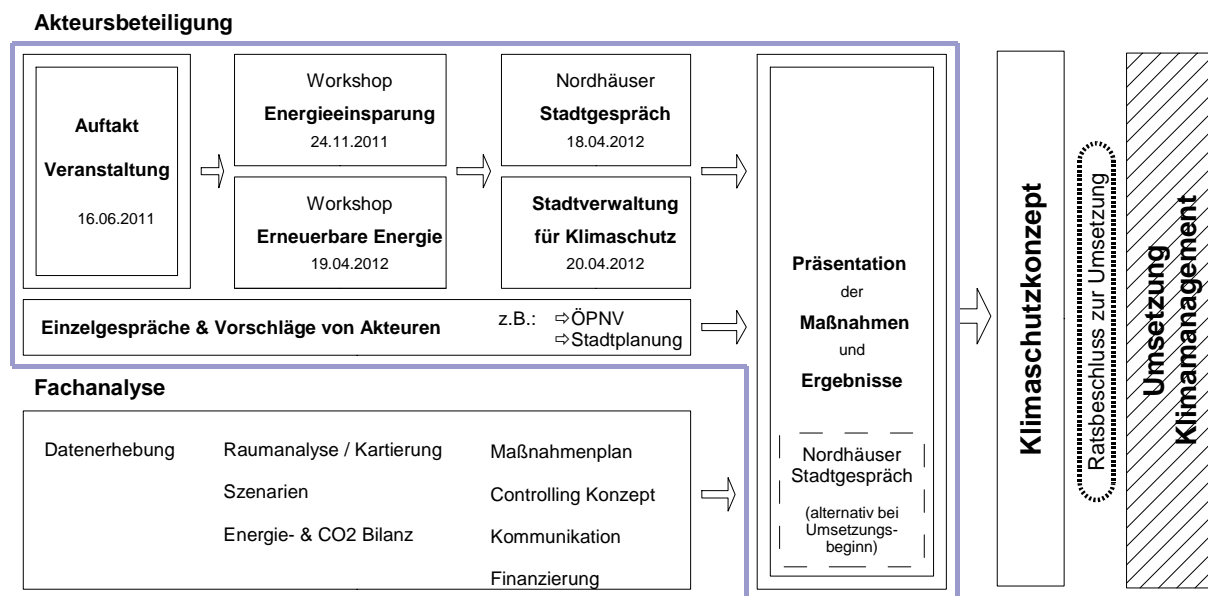 Akteursbeteiligung
Auftakt
Veranstaltung
16.06.2011
Workshop
Energieeinsparung
24.11.2011
Workshop
Erneuerbare Energie
19.04.2012
Nordhäuser
Stadtgespräch
18.04.2012
Stadtverwaltung
für Klimaschutz
20.04.2012
Einzelgespräche & Vorschläge von Akteuren z.B.: ⇨ÖPNV
⇨Stadtplanung
Fachanalyse
Datenerhebung
Raumanalyse / Kartierung
Szenarien
Energie- & CO2 Bilanz
Maßnahmenplan
Controlling Konzept
Kommunikation
Finanzierung
Präsentation
der
Maßnahmen
und
Ergebnisse
Nordhäuser
Stadtgespräch
(alternativ bei
Umsetzungs-
beginn)
Klimaschutzkonzept
Ratsbeschluss zur Umsetzung
Umsetzung
Klimamanagement